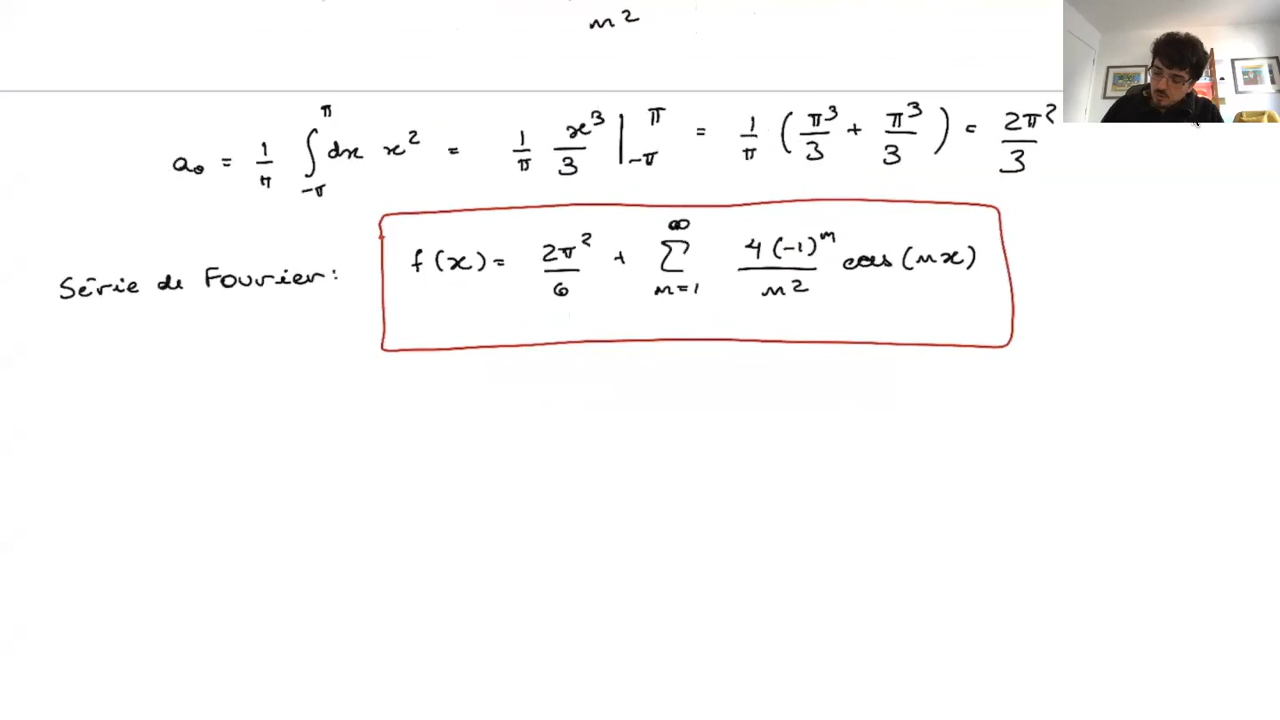 n²
a₀ = 1/π ∫_{-π}^{π} dx x² = 1/π x³/3 |_{-π}^{π} = 1/π (π³/3 + π³/3) = 2π²/3
Série de Fourier: f(x) = 2π²/6 + ∑_{n=1}^{∞} 4(-1)ⁿ/n² cos(nx)